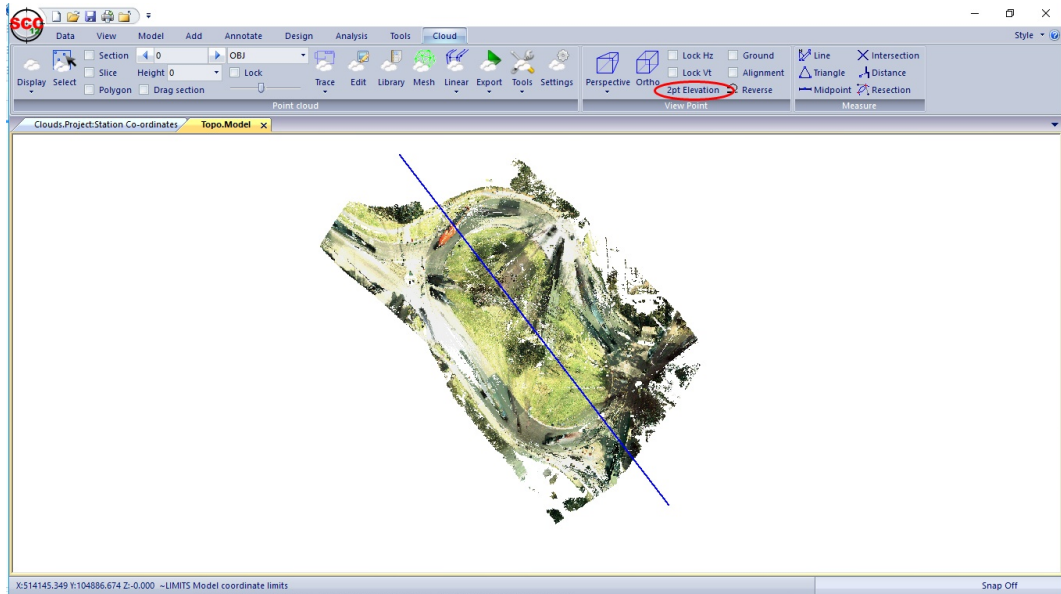 SCC
Data View Model Add Annotate Design Analysis Tools Cloud Style
Section 0 OBJ Lock Hz Ground Line Intersection
Slice Height 0 Lock Lock Vt Alignment Triangle Distance
Display Select Trace Edit Library Mesh Linear Export Tools Settings Perspective Ortho
Polygon Drag section 2pt Elevation Reverse Midpoint Resection
Point cloud View Point Measure
Clouds.Project:Station Co-ordinates Topo.Model x
X:514145.349 Y:104886.674 Z:-0.000 ~LIMITS Model coordinate limits Snap Off